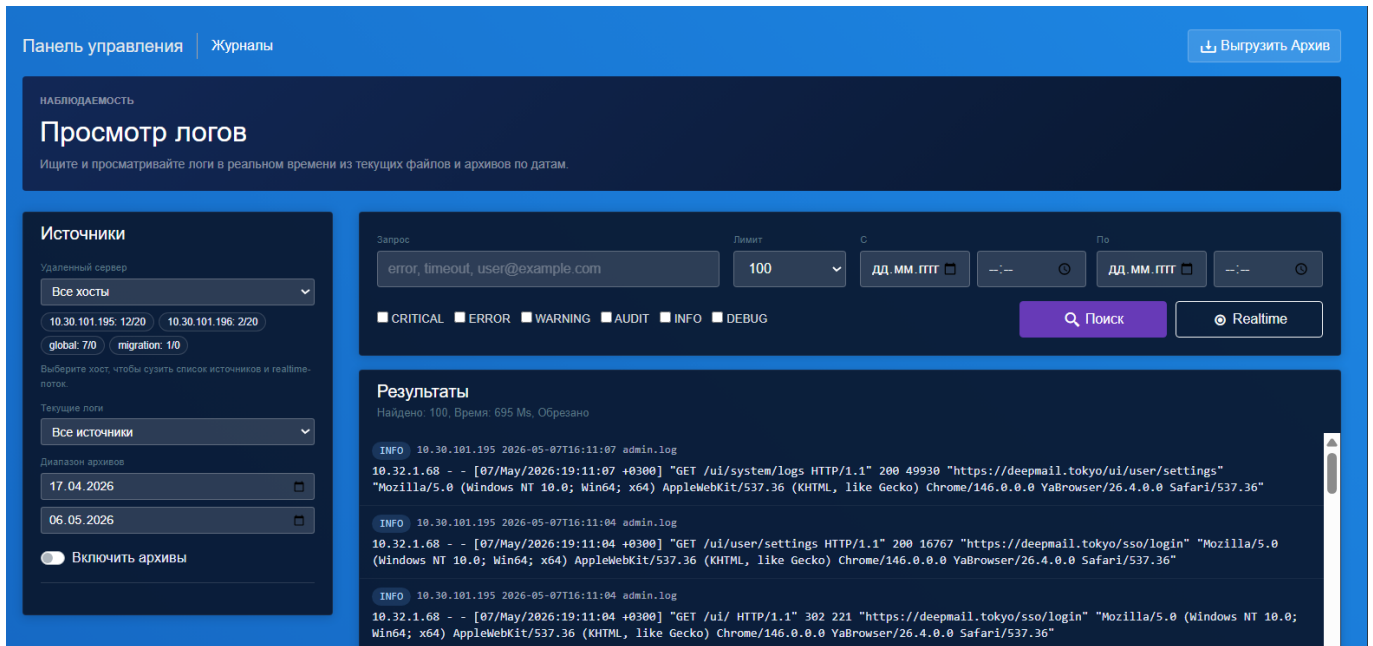 Панель управления
Журналы
Выгрузить Архив
НАБЛЮДАЕМОСТЬ
Просмотр логов
Ищите и просматривайте логи в реальном времени из текущих файлов и архивов по датам.
Источники
Удаленный сервер
Все хосты
10.30.101.195: 12/20
10.30.101.196: 2/20
global: 7/0
migration: 1/0
Выберите хост, чтобы сузить список источников и realtime-
поток.
Текущие логи
Все источники
Диапазон архивов
17.04.2026
06.05.2026
Включить архивы
Запрос
Лимит
С
По
error, timeout, user@example.com
100
дд.мм.гггг
--:--
дд.мм.гггг
--:--
CRITICAL
ERROR
WARNING
AUDIT
INFO
DEBUG
Поиск
Realtime
Результаты
Найдено: 100, Время: 695 Ms, Обрезано
INFO 10.30.101.195 2026-05-07T16:11:07 admin.log
10.32.1.68 - - [07/May/2026:19:11:07 +0300] "GET /ui/system/logs HTTP/1.1" 200 49930 "https://deepmail.tokyo/ui/user/settings"
"Mozilla/5.0 (Windows NT 10.0; Win64; x64) AppleWebKit/537.36 (KHTML, like Gecko) Chrome/146.0.0.0 YaBrowser/26.4.0.0 Safari/537.36"
INFO 10.30.101.195 2026-05-07T16:11:04 admin.log
10.32.1.68 - - [07/May/2026:19:11:04 +0300] "GET /ui/user/settings HTTP/1.1" 200 16767 "https://deepmail.tokyo/sso/login" "Mozilla/5.0
(Windows NT 10.0; Win64; x64) AppleWebKit/537.36 (KHTML, like Gecko) Chrome/146.0.0.0 YaBrowser/26.4.0.0 Safari/537.36"
INFO 10.30.101.195 2026-05-07T16:11:04 admin.log
10.32.1.68 - - [07/May/2026:19:11:04 +0300] "GET /ui/ HTTP/1.1" 302 221 "https://deepmail.tokyo/sso/login" "Mozilla/5.0 (Windows NT 10.0;
Win64; x64) AppleWebKit/537.36 (KHTML, like Gecko) Chrome/146.0.0.0 YaBrowser/26.4.0.0 Safari/537.36"